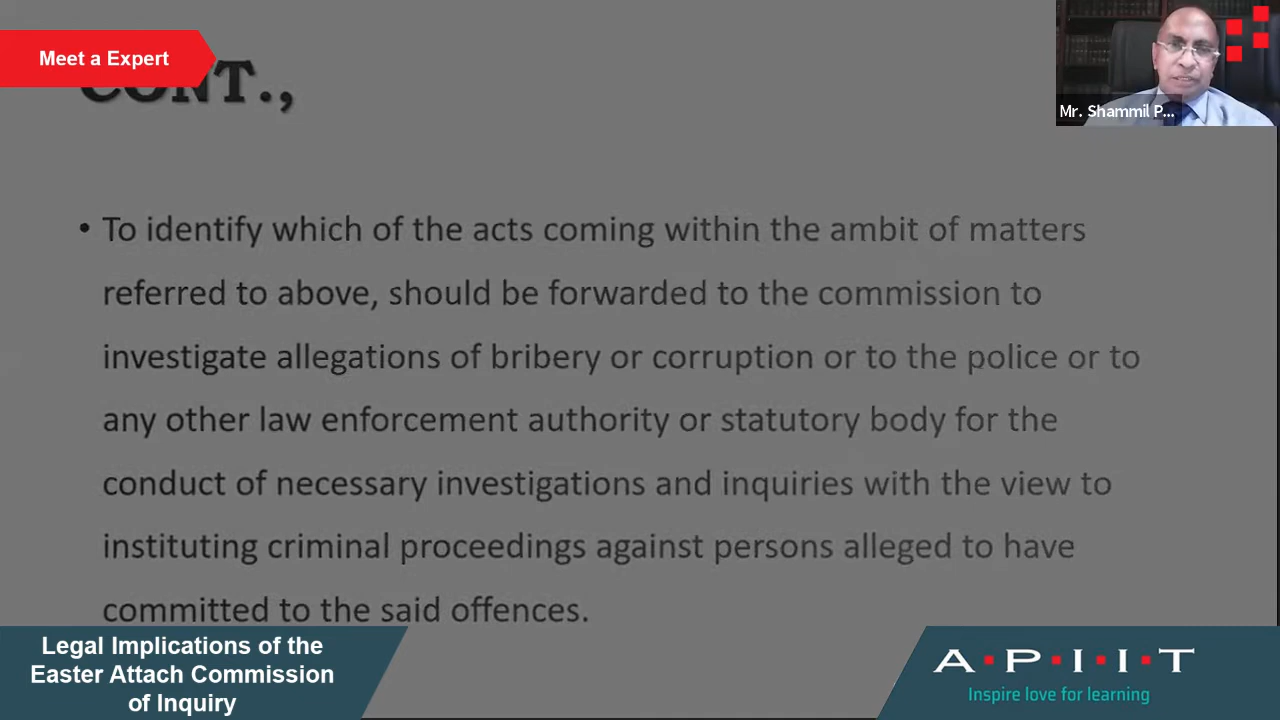 Meet a Expert
CONT.,
Mr. Shammil P...
• To identify which of the acts coming within the ambit of matters
referred to above, should be forwarded to the commission to
investigate allegations of bribery or corruption or to the police or to
any other law enforcement authority or statutory body for the
conduct of necessary investigations and inquiries with the view to
instituting criminal proceedings against persons alleged to have
committed to the said offences.
Legal Implications of the
Easter Attach Commission
of Inquiry
A·P·I·I·T
Inspire love for learning